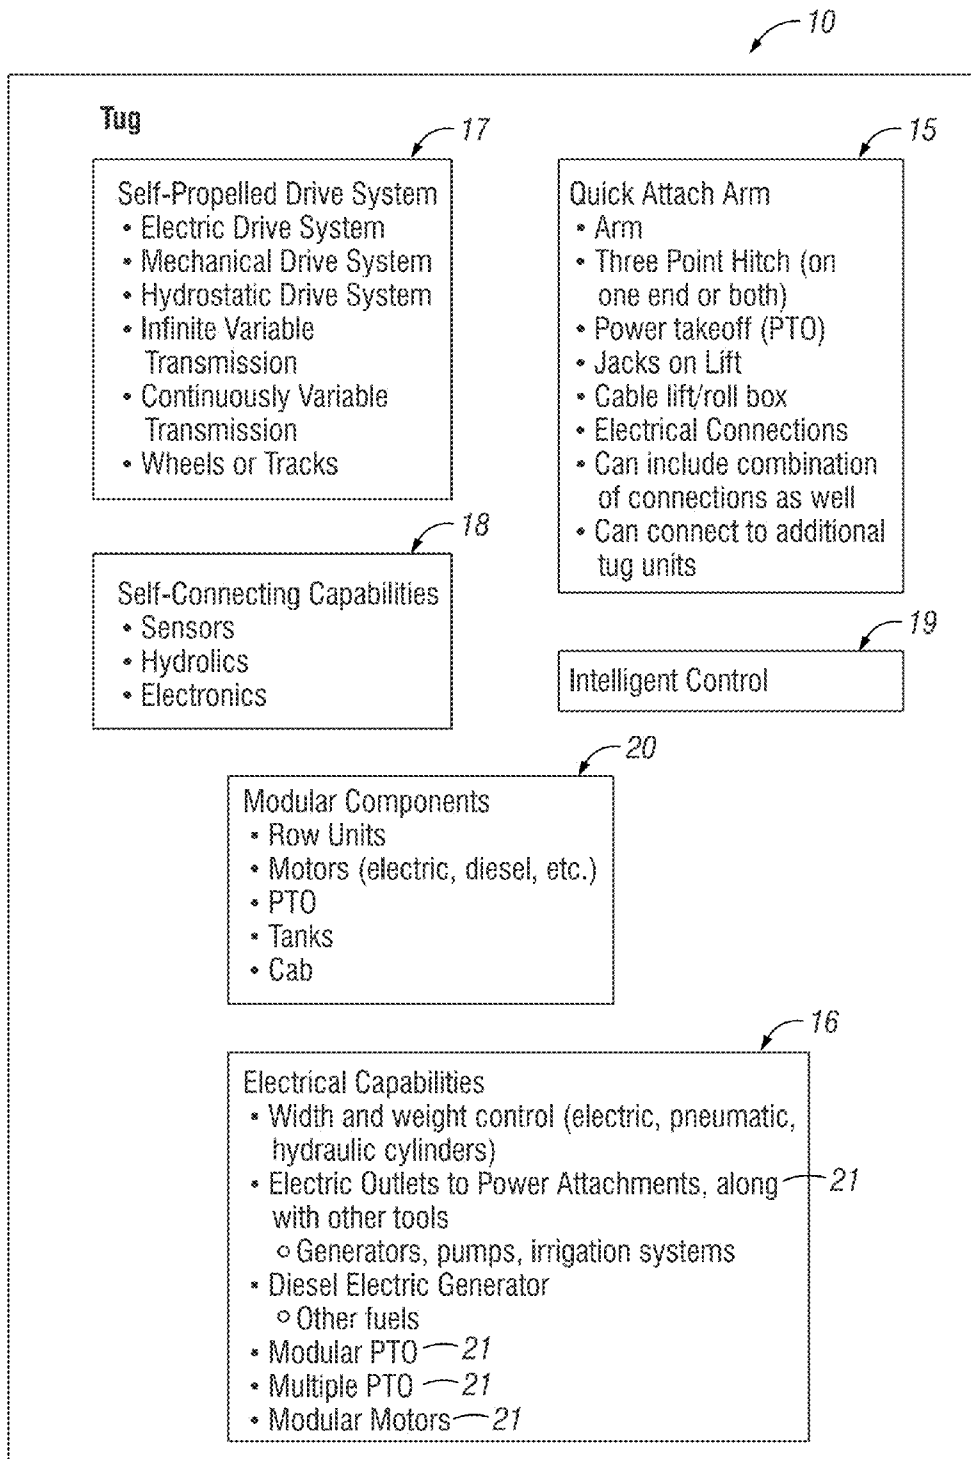 10
Tug
17
Self-Propelled Drive System
• Electric Drive System
• Mechanical Drive System
• Hydrostatic Drive System
• Infinite Variable
Transmission
• Continuously Variable
Transmission
• Wheels or Tracks
15
Quick Attach Arm
• Arm
• Three Point Hitch (on
one end or both)
• Power takeoff (PTO)
• Jacks on Lift
• Cable lift/roll box
• Electrical Connections
• Can include combination
of connections as well
• Can connect to additional
tug units
18
Self-Connecting Capabilities
• Sensors
• Hydrolics
• Electronics
19
Intelligent Control
20
Modular Components
• Row Units
• Motors (electric, diesel, etc.)
• PTO
• Tanks
• Cab
16
Electrical Capabilities
• Width and weight control (electric, pneumatic,
hydraulic cylinders)
• Electric Outlets to Power Attachments, along 21
with other tools
○ Generators, pumps, irrigation systems
• Diesel Electric Generator
○ Other fuels
• Modular PTO 21
• Multiple PTO 21
• Modular Motors 21